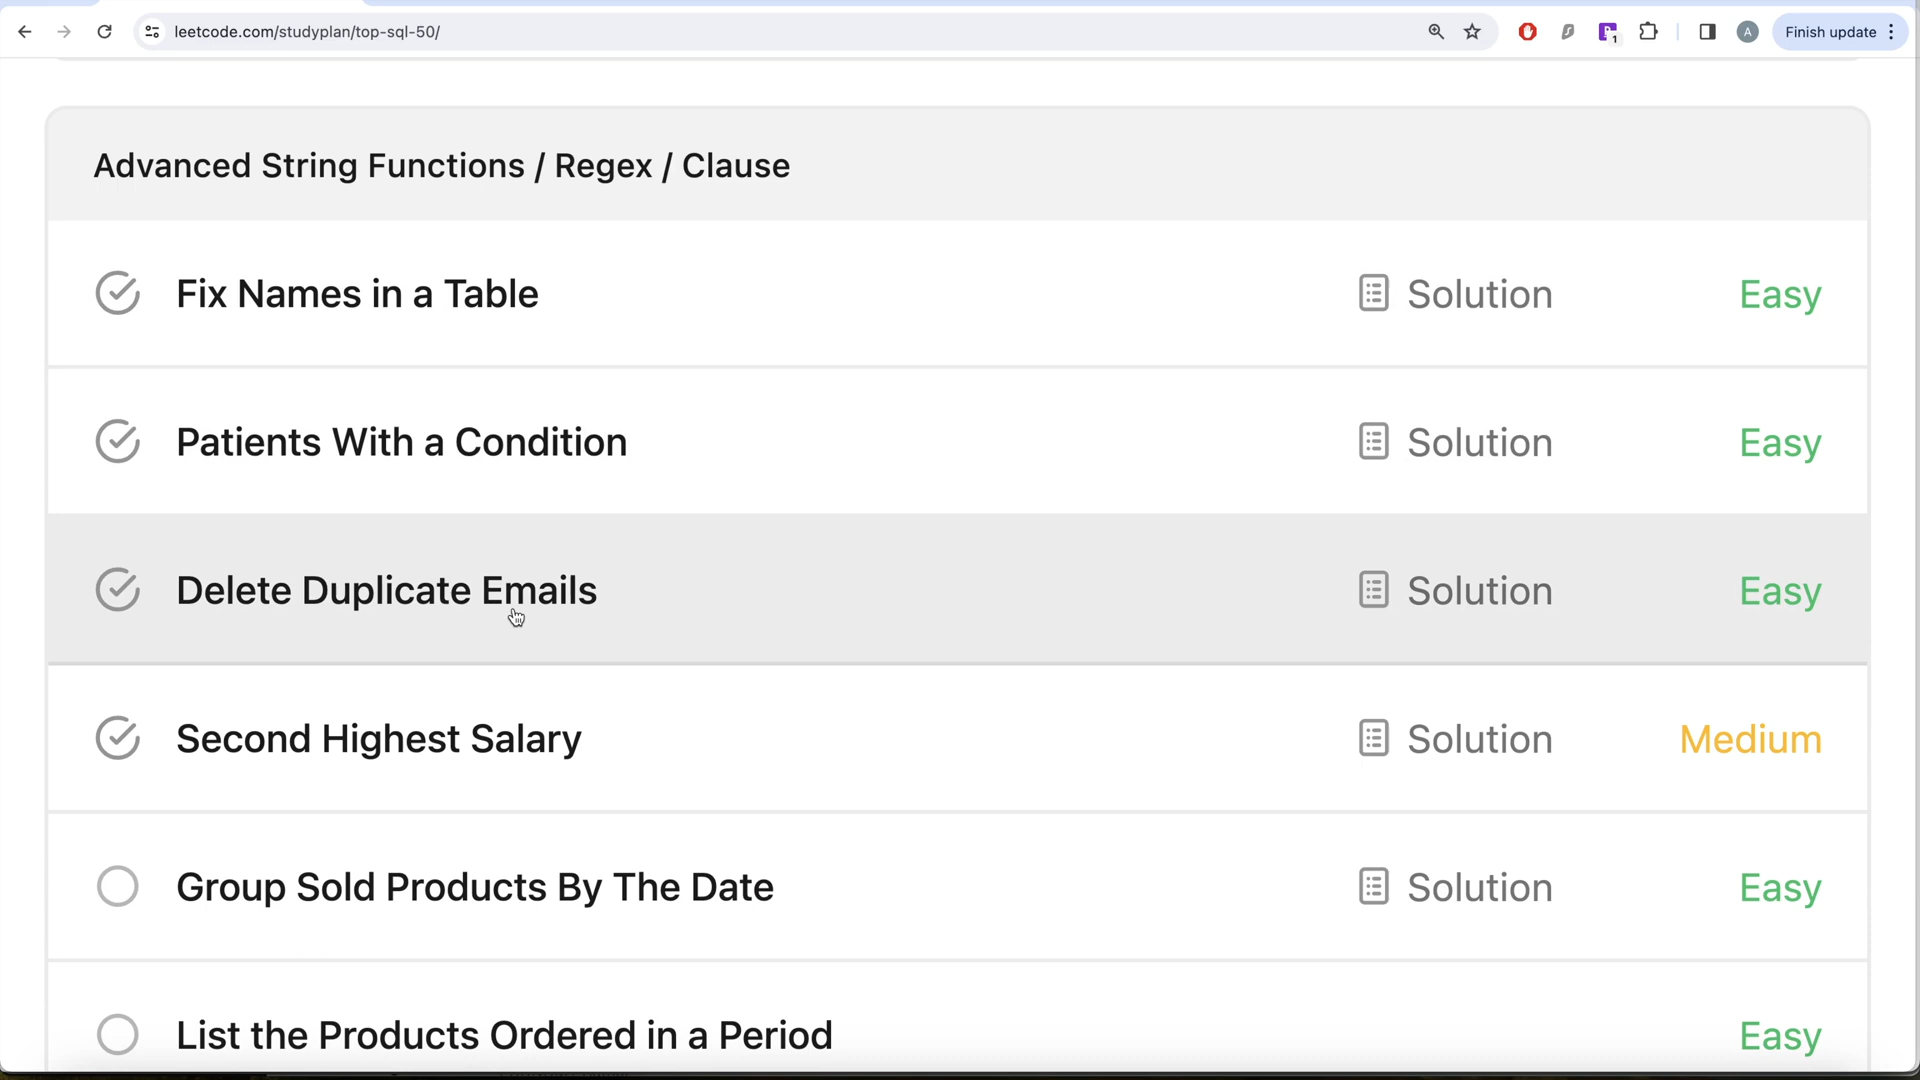 leetcode.com/studyplan/top-sql-50/
1
A
Finish update
Advanced String Functions / Regex / Clause
Fix Names in a Table
Solution
Easy
Patients With a Condition
Solution
Easy
Delete Duplicate Emails
Solution
Easy
Second Highest Salary
Solution
Medium
Group Sold Products By The Date
Solution
Easy
List the Products Ordered in a Period
Easy